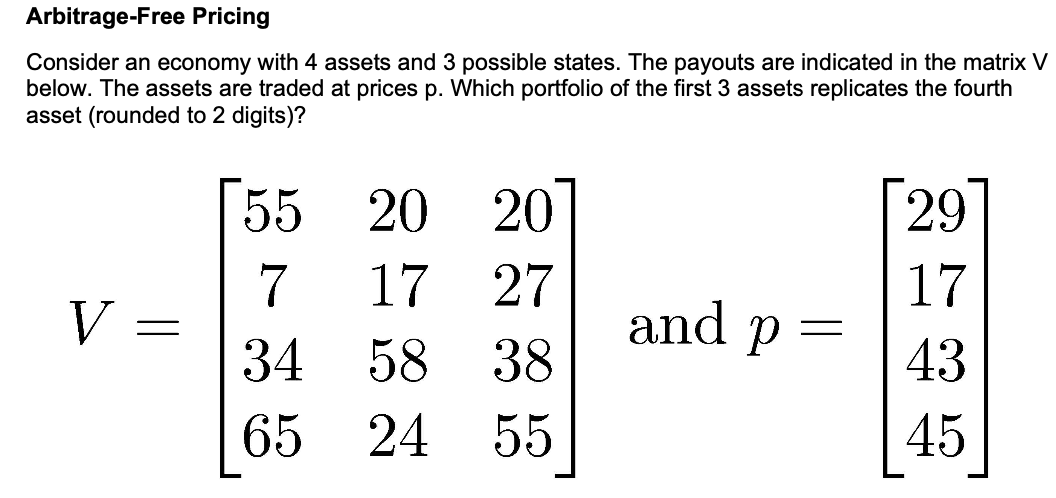 Arbitrage-Free Pricing
Consider an economy with 4 assets and 3 possible states. The payouts are indicated in the matrix V
below. The assets are traded at prices p. Which portfolio of the first 3 assets replicates the fourth
asset (rounded to 2 digits)?
55 20 20 29
7 17 27 17
V = and p =
34 58 38 43
65 24 55 45